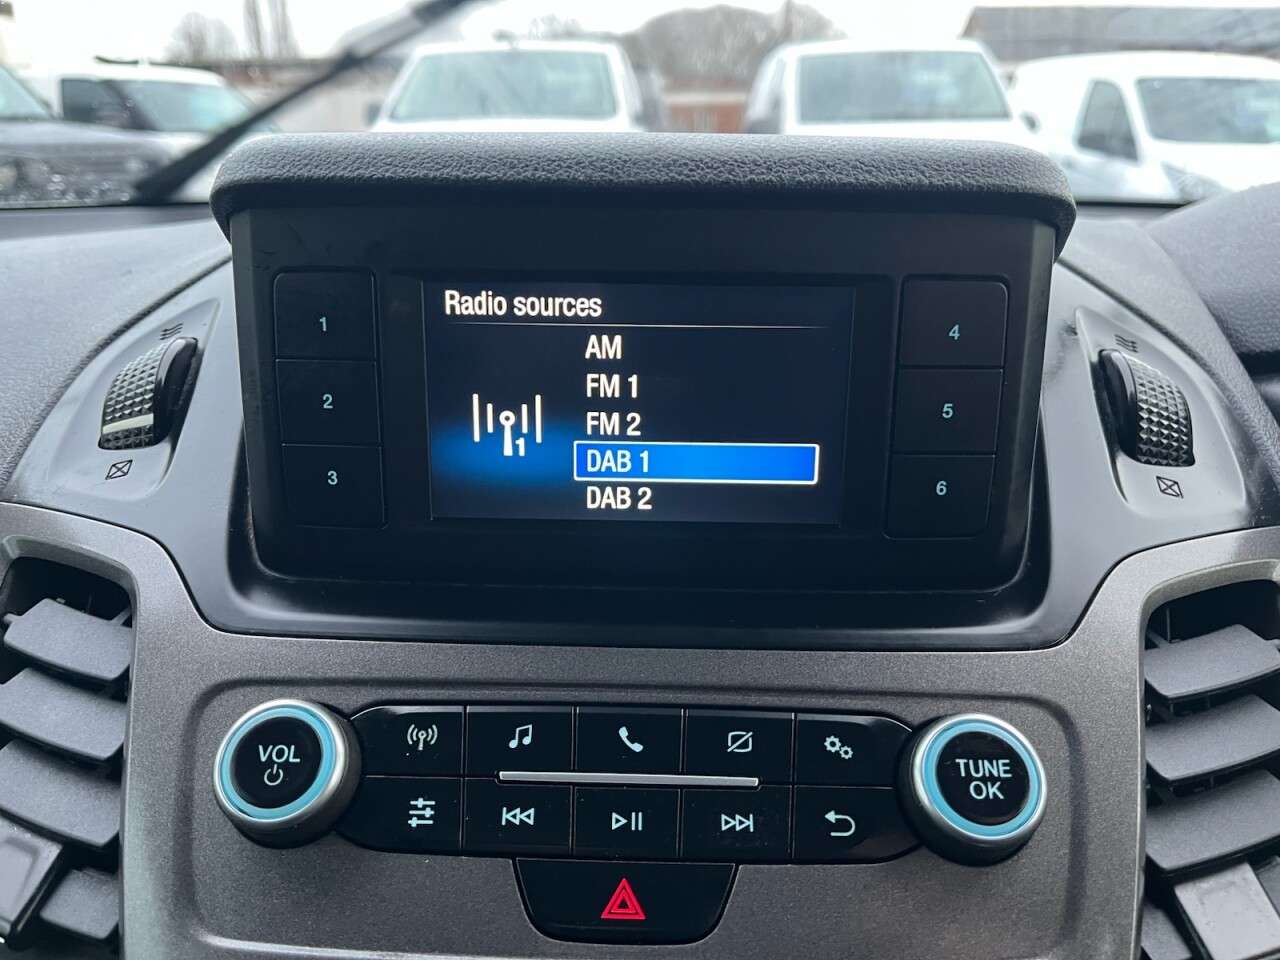 Radio sources
AM
FM 1
FM 2
DAB 1
DAB 2
1
1
2
3
4
5
6
VOL
TUNE
OK